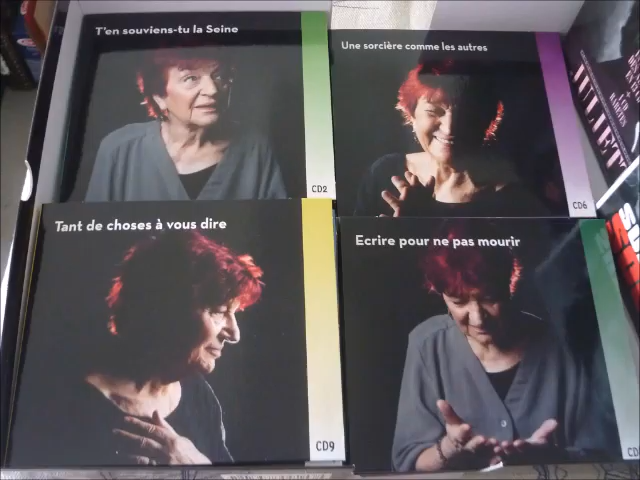 T'en souviens-tu la Seine
CD2
Une sorcière comme les autres
CD6
Tant de choses à vous dire
CD9
Ecrire pour ne pas mourir
JULIET